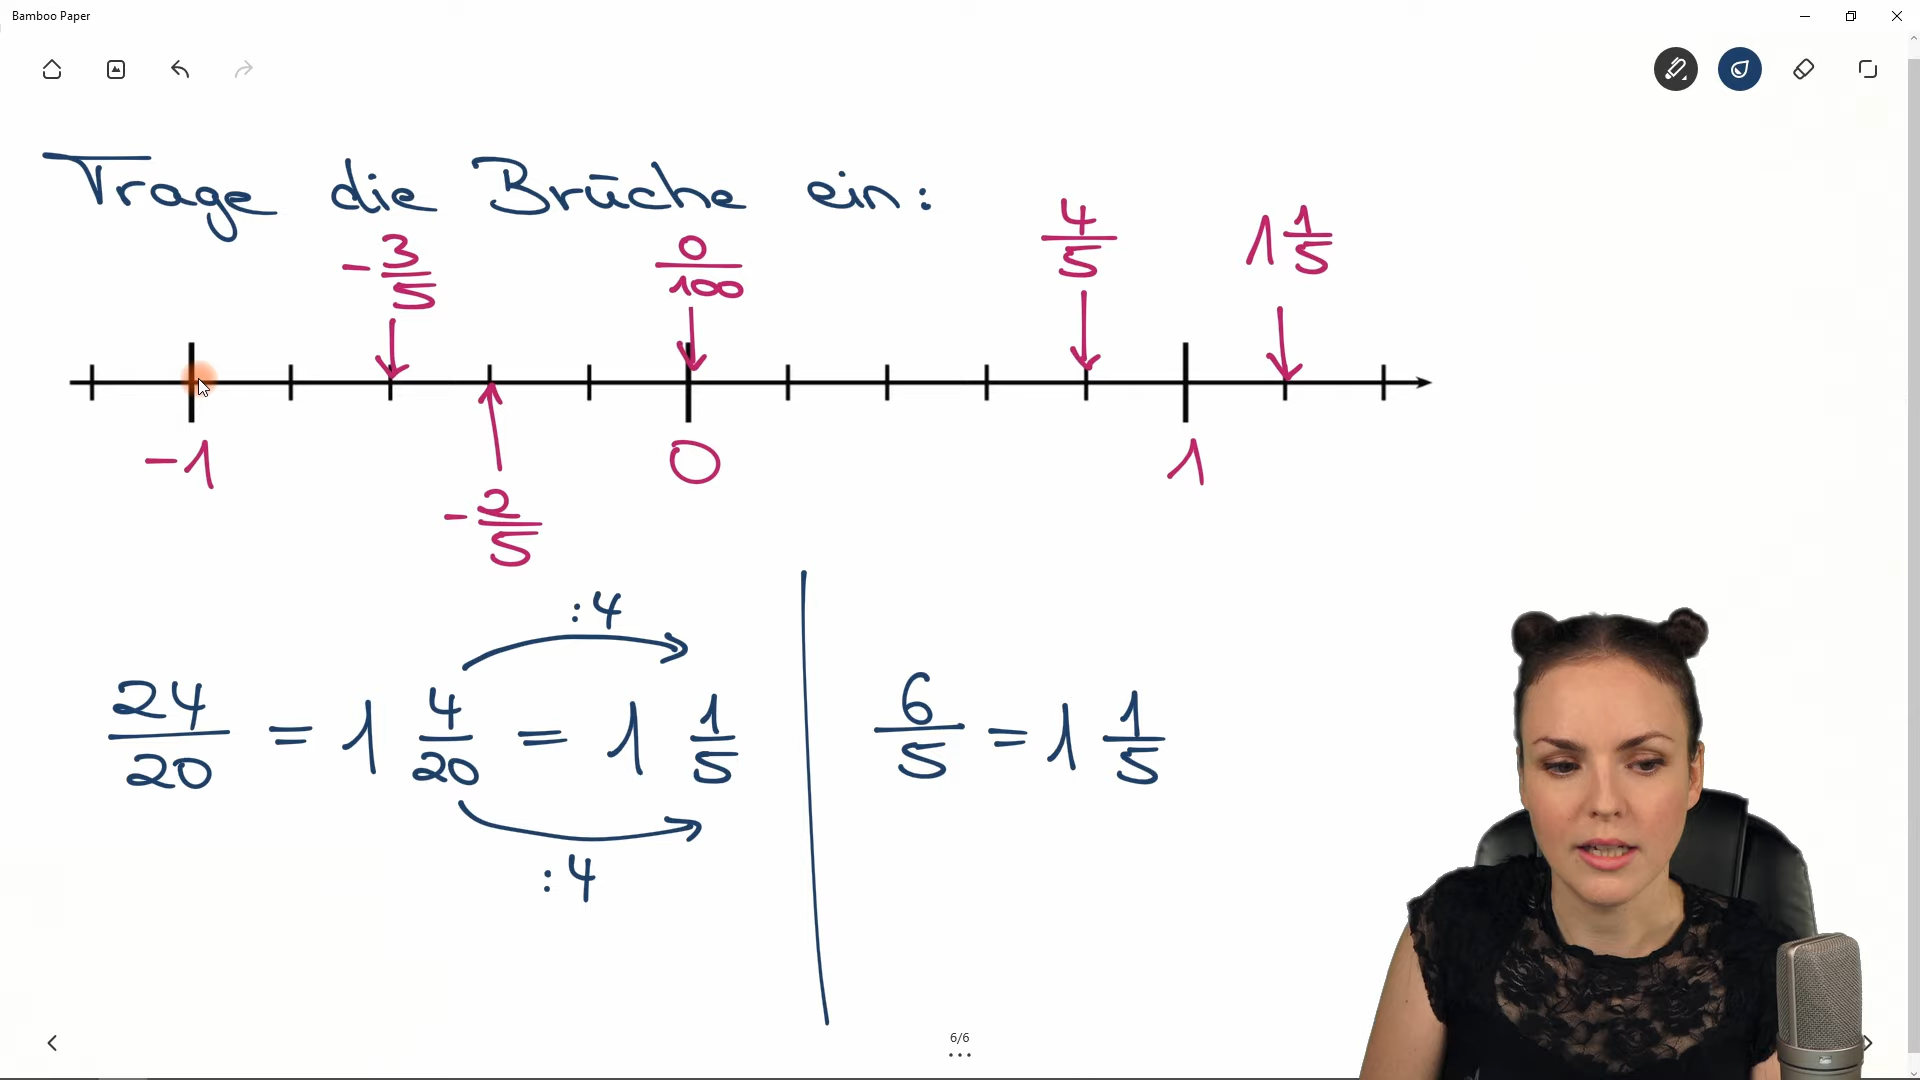 Bamboo Paper
Trage die Brüche ein:
-3/5 0/100 4/5 1 1/5
-1 0 1
-2/5
:4
24/20 = 1 4/20 = 1 1/5
6/5 = 1 1/5
:4
6/6